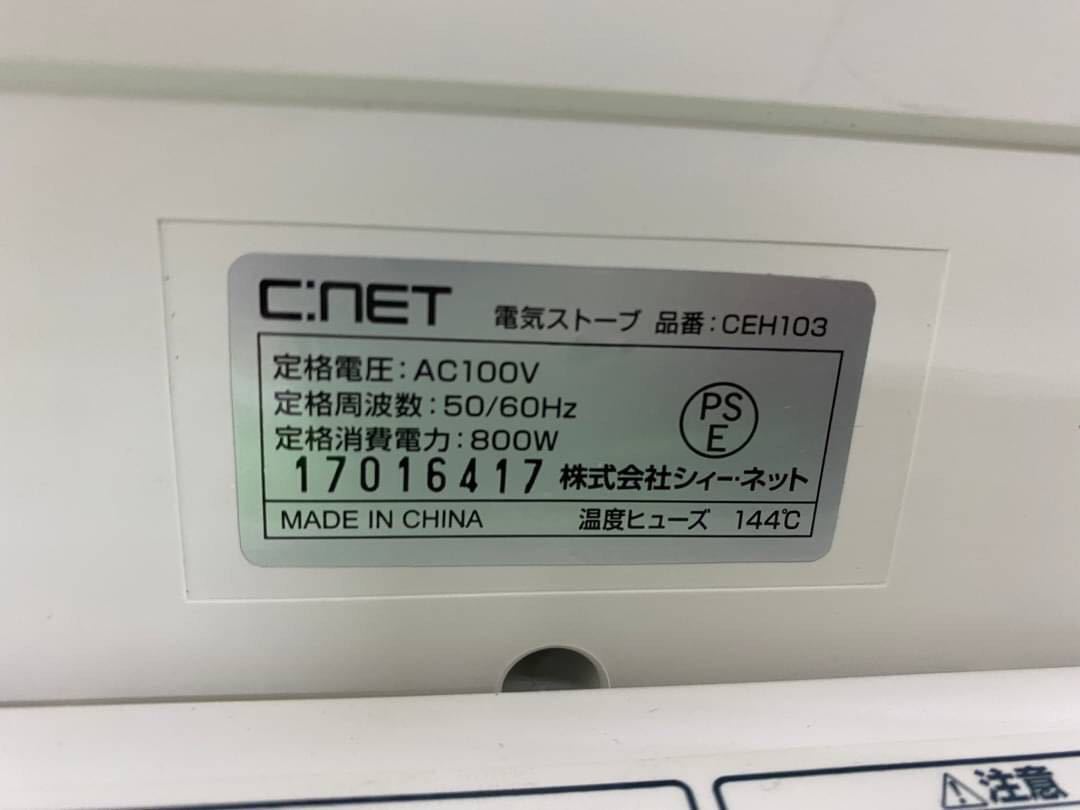 C:NET 電気ストーブ 品番:CEH103
定格電圧:AC100V
定格周波数:50/60Hz
定格消費電力:800W
PS
E
17016417 株式会社シィー・ネット
MADE IN CHINA 温度ヒューズ 144℃
⚠注意